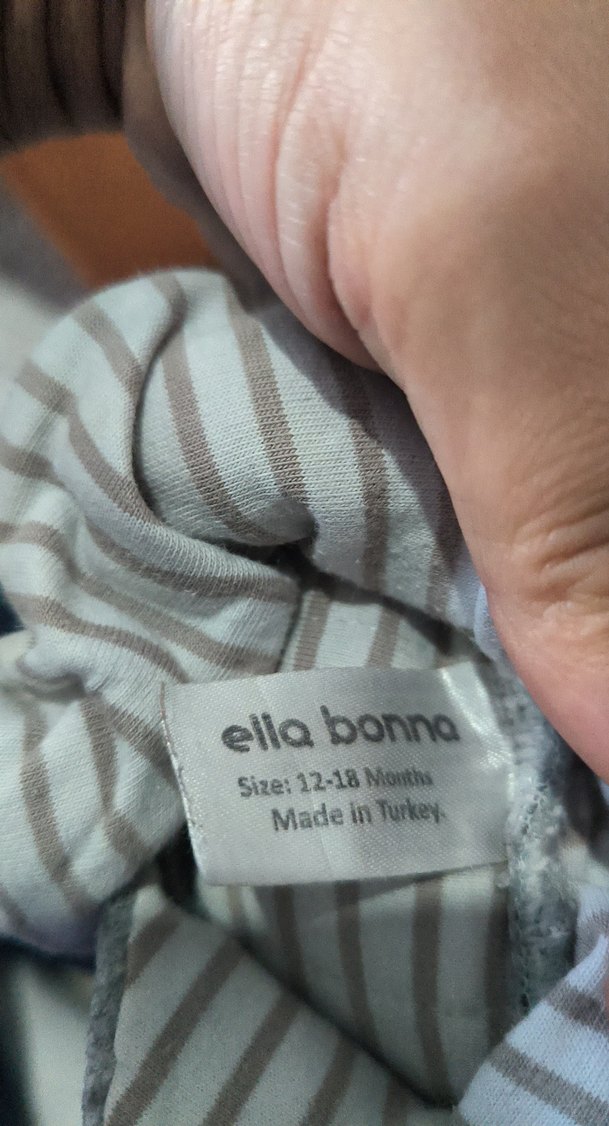 ella bonna
Size: 12-18 Months
Made in Turkey.